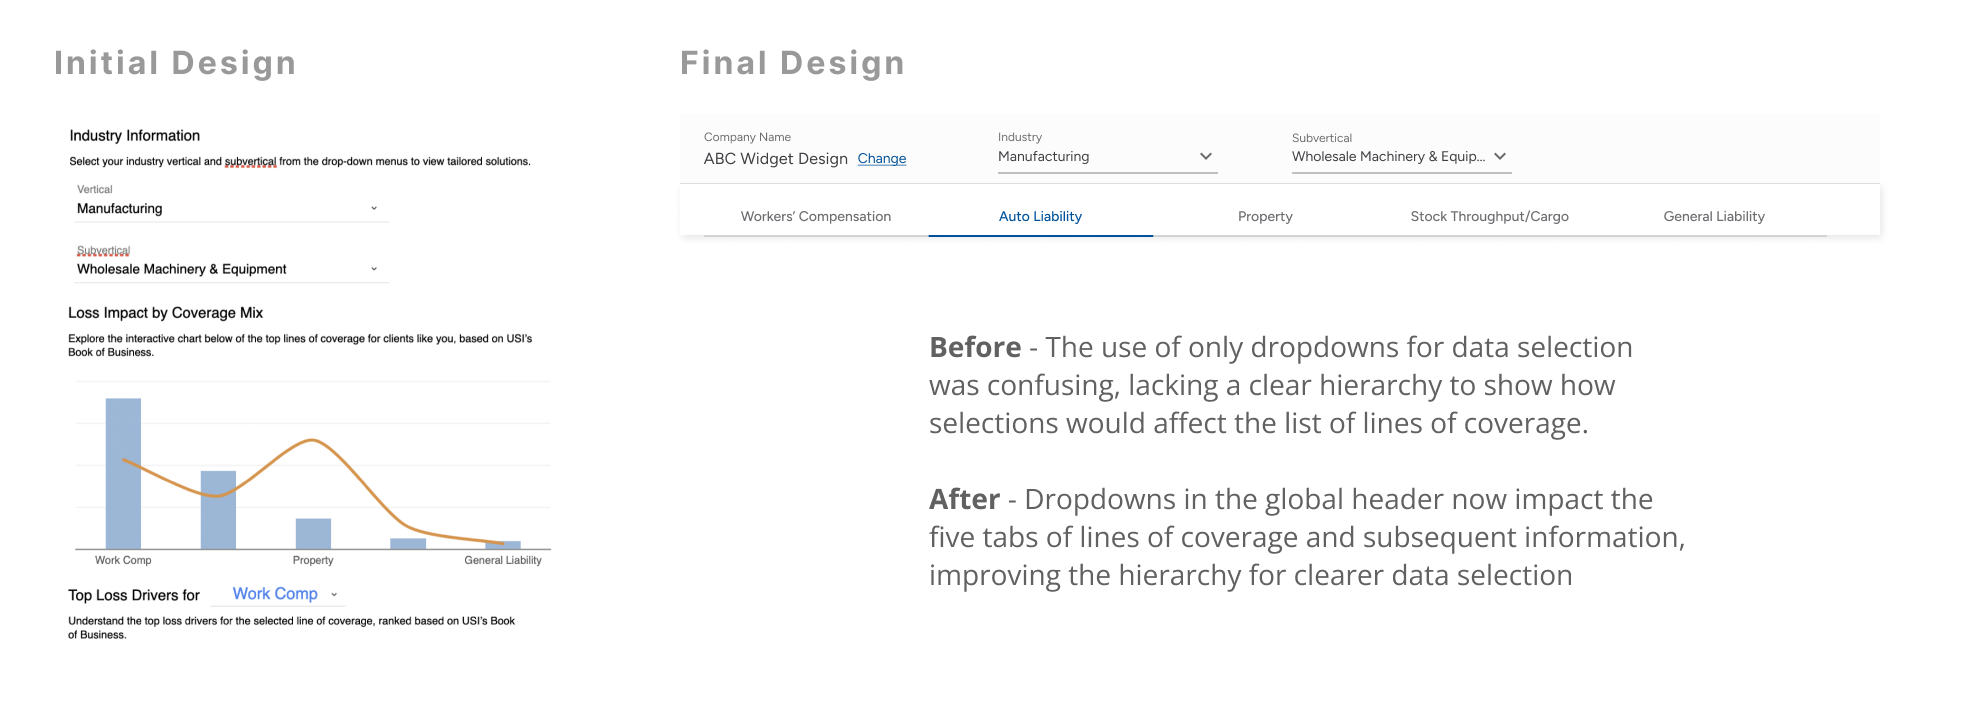 Initial Design
Industry Information
Select your industry vertical and subvertical from the drop-down menus to view tailored solutions.
Vertical
Manufacturing
Subvertical
Wholesale Machinery & Equipment
Loss Impact by Coverage Mix
Explore the interactive chart below of the top lines of coverage for clients like you, based on USI's
Book of Business.
Work Comp
Property
General Liability
Top Loss Drivers for Work Comp
Understand the top loss drivers for the selected line of coverage, ranked based on USI's Book
of Business.
Final Design
Company Name
ABC Widget Design Change
Industry
Manufacturing
Subvertical
Wholesale Machinery & Equip...
Workers’ Compensation
Auto Liability
Property
Stock Throughput/Cargo
General Liability
Before - The use of only dropdowns for data selection
was confusing, lacking a clear hierarchy to show how
selections would affect the list of lines of coverage.
After - Dropdowns in the global header now impact the
five tabs of lines of coverage and subsequent information,
improving the hierarchy for clearer data selection